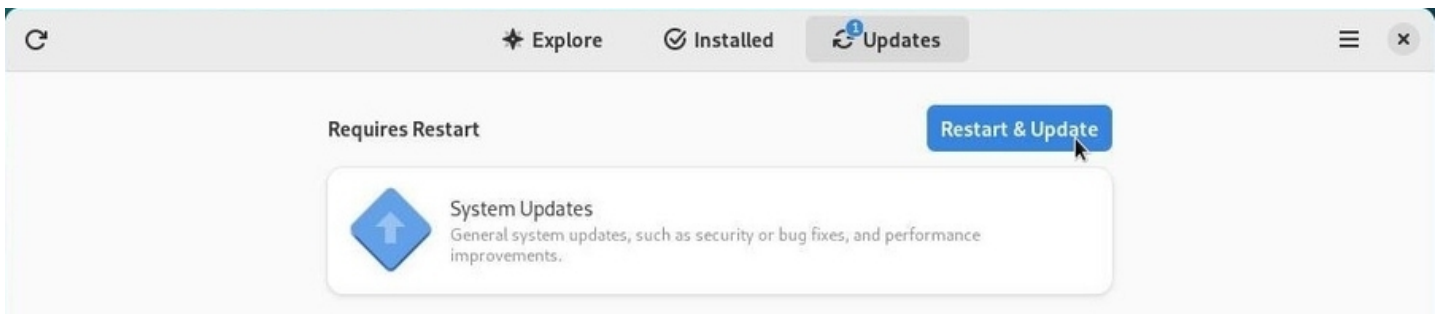 Explore
Installed
1
Updates
Requires Restart
Restart & Update
System Updates
General system updates, such as security or bug fixes, and performance
improvements.